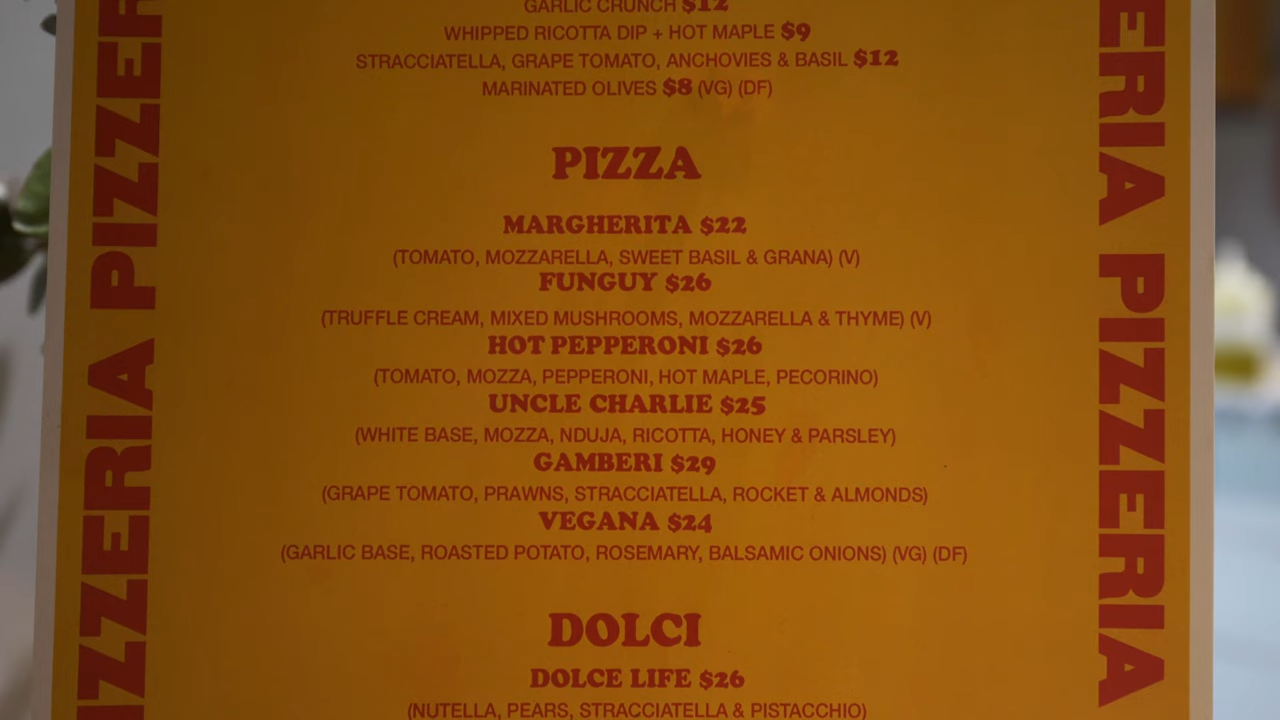 GARLIC CRUNCH $12
WHIPPED RICOTTA DIP + HOT MAPLE $9
STRACCIATELLA, GRAPE TOMATO, ANCHOVIES & BASIL $12
MARINATED OLIVES $8 (VG) (DF)
PIZZA
MARGHERITA $22
(TOMATO, MOZZARELLA, SWEET BASIL & GRANA) (V)
FUNGUY $26
(TRUFFLE CREAM, MIXED MUSHROOMS, MOZZARELLA & THYME) (V)
HOT PEPPERONI $26
(TOMATO, MOZZA, PEPPERONI, HOT MAPLE, PECORINO)
UNCLE CHARLIE $25
(WHITE BASE, MOZZA, NDUJA, RICOTTA, HONEY & PARSLEY)
GAMBERI $29
(GRAPE TOMATO, PRAWNS, STRACCIATELLA, ROCKET & ALMONDS)
VEGANA $24
(GARLIC BASE, ROASTED POTATO, ROSEMARY, BALSAMIC ONIONS) (VG) (DF)
DOLCI
DOLCE LIFE $26
(NUTELLA, PEARS, STRACCIATELLA & PISTACCHIO)
IZZERIA PIZZER
ERIA PIZZERIA